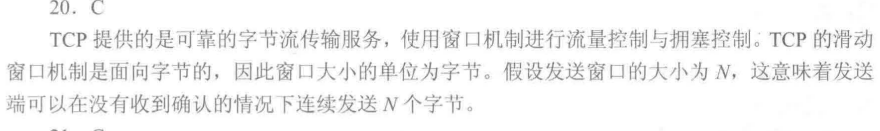 20. C
TCP 提供的是可靠的字节流传输服务，使用窗口机制进行流量控制与拥塞控制。TCP 的滑动
窗口机制是面向字节的，因此窗口大小的单位为字节。假设发送窗口的大小为 N，这意味着发送
端可以在没有收到确认的情况下连续发送 N 个字节。